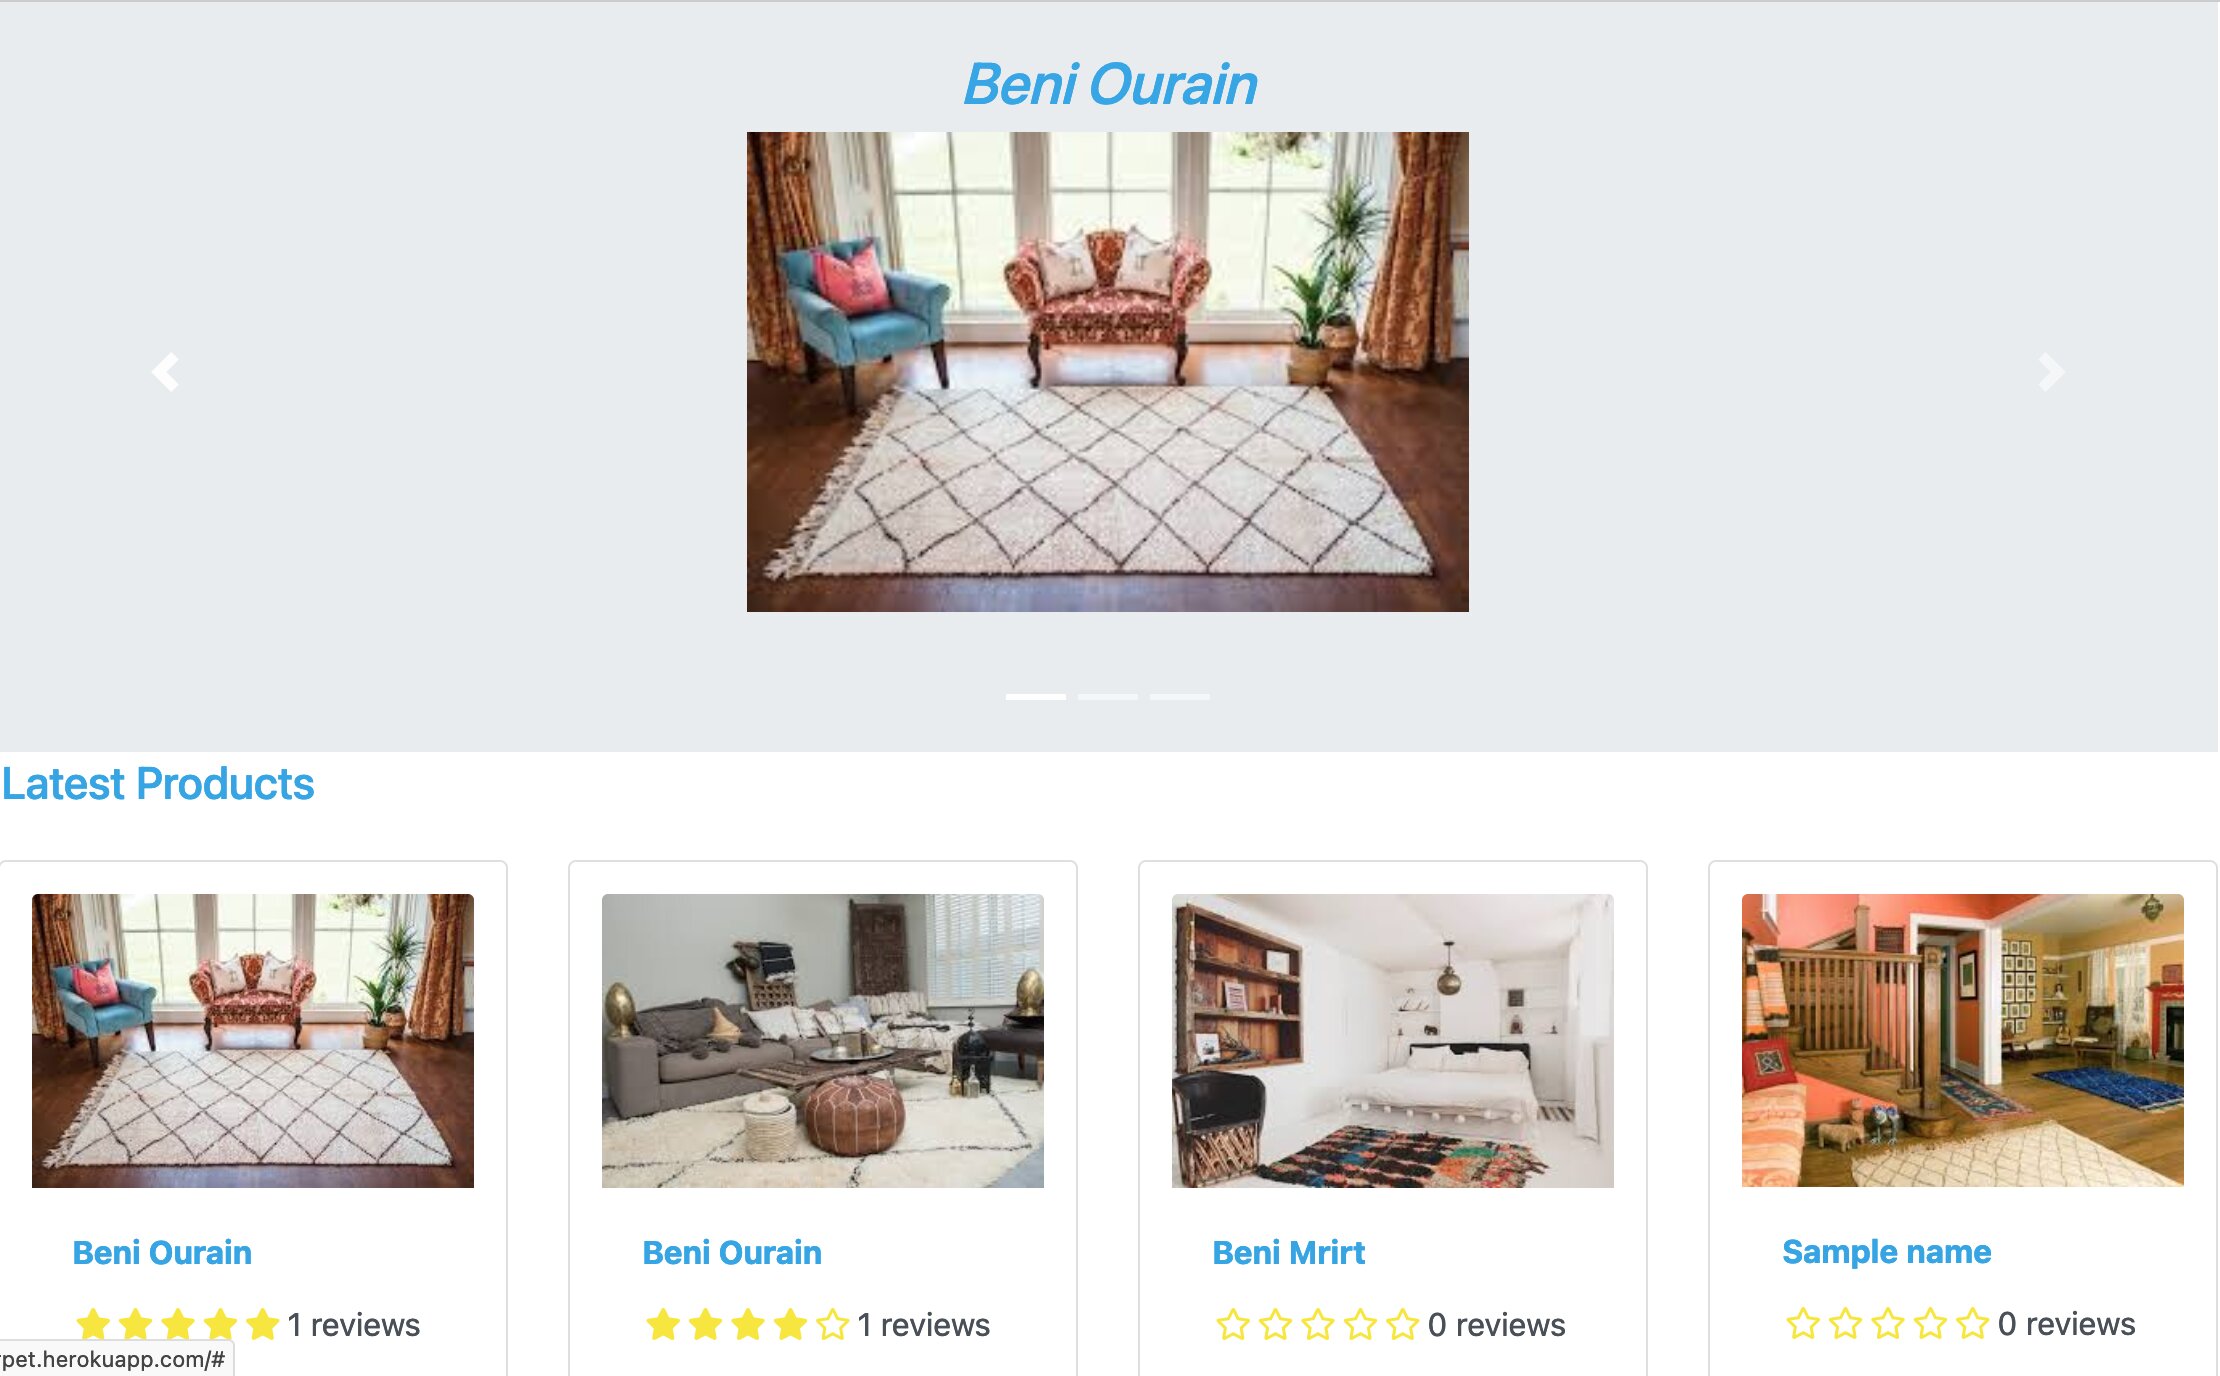 Beni Ourain
Latest Products
Beni Ourain
1 reviews
Beni Ourain
1 reviews
Beni Mrirt
0 reviews
Sample name
0 reviews
rpet.herokuapp.com/#